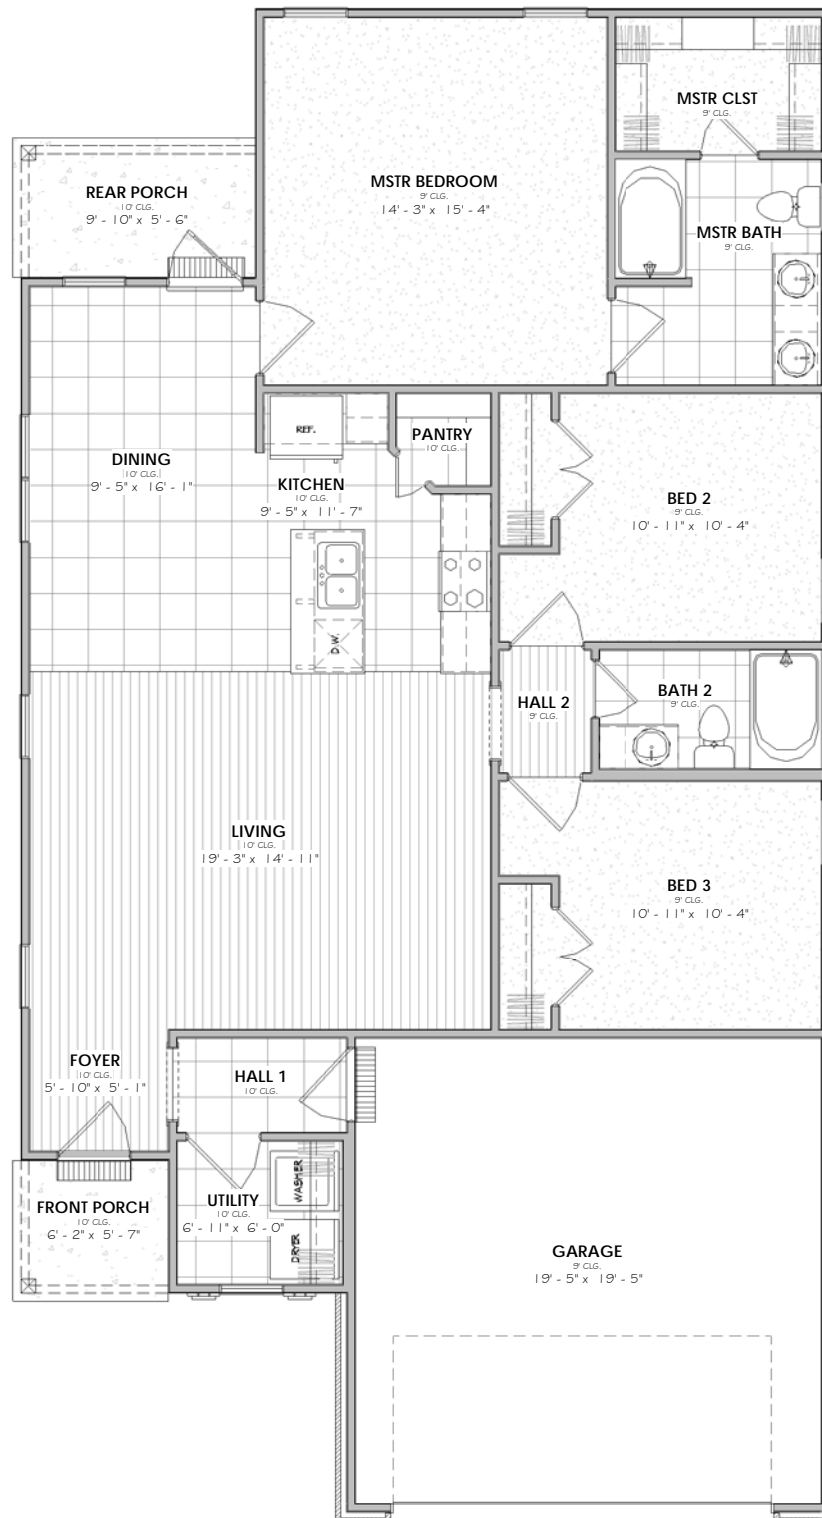 MSTR CLST
9' CLG.
MSTR BEDROOM
9' CLG.
14' - 3" x 15' - 4"
REAR PORCH
10' CLG.
9' - 10" x 5' - 6"
MSTR BATH
9' CLG.
REF.
PANTRY
10' CLG.
DINING
10' CLG.
9' - 5" x 16' - 1"
KITCHEN
10' CLG.
9' - 5" x 11' - 7"
BED 2
9' CLG.
10' - 11" x 10' - 4"
D.W.
HALL 2
9' CLG.
BATH 2
9' CLG.
LIVING
10' CLG.
19' - 3" x 14' - 11"
BED 3
9' CLG.
10' - 11" x 10' - 4"
FOYER
10' CLG.
5' - 10" x 5' - 1"
HALL 1
10' CLG.
WASHER
UTILITY
10' CLG.
6' - 11" x 6' - 0"
DRYER
FRONT PORCH
10' CLG.
6' - 2" x 5' - 7"
GARAGE
9' CLG.
19' - 5" x 19' - 5"